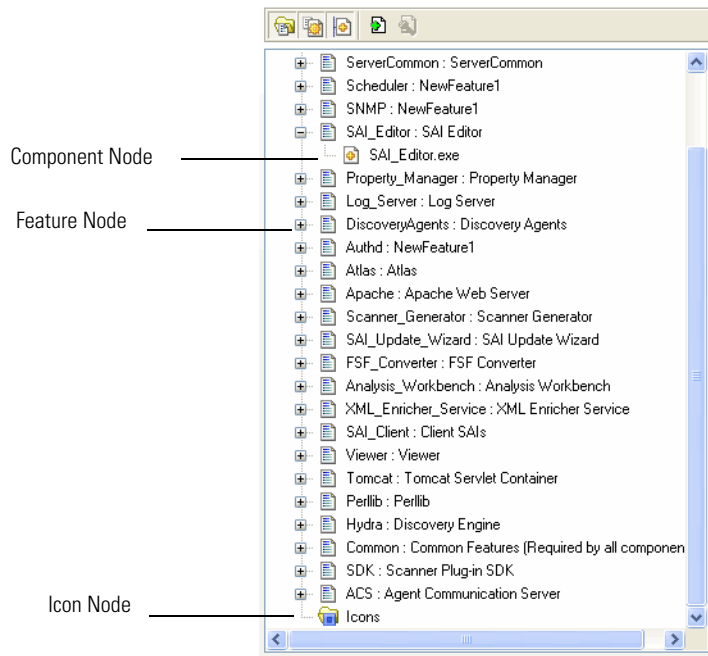 ServerCommon : ServerCommon
Scheduler : NewFeature1
SNMP : NewFeature1
SAI_Editor : SAI Editor
Component Node
SAI_Editor.exe
Property_Manager : Property Manager
Log_Server : Log Server
Feature Node
DiscoveryAgents : Discovery Agents
Authd : NewFeature1
Atlas : Atlas
Apache : Apache Web Server
Scanner_Generator : Scanner Generator
SAI_Update_Wizard : SAI Update Wizard
FSF_Converter : FSF Converter
Analysis_Workbench : Analysis Workbench
XML_Enricher_Service : XML Enricher Service
SAI_Client : Client SAIs
Viewer : Viewer
Tomcat : Tomcat Servlet Container
Perllib : Perllib
Hydra : Discovery Engine
Common : Common Features (Required by all componen
SDK : Scanner Plug-in SDK
ACS : Agent Communication Server
Icon Node
Icons